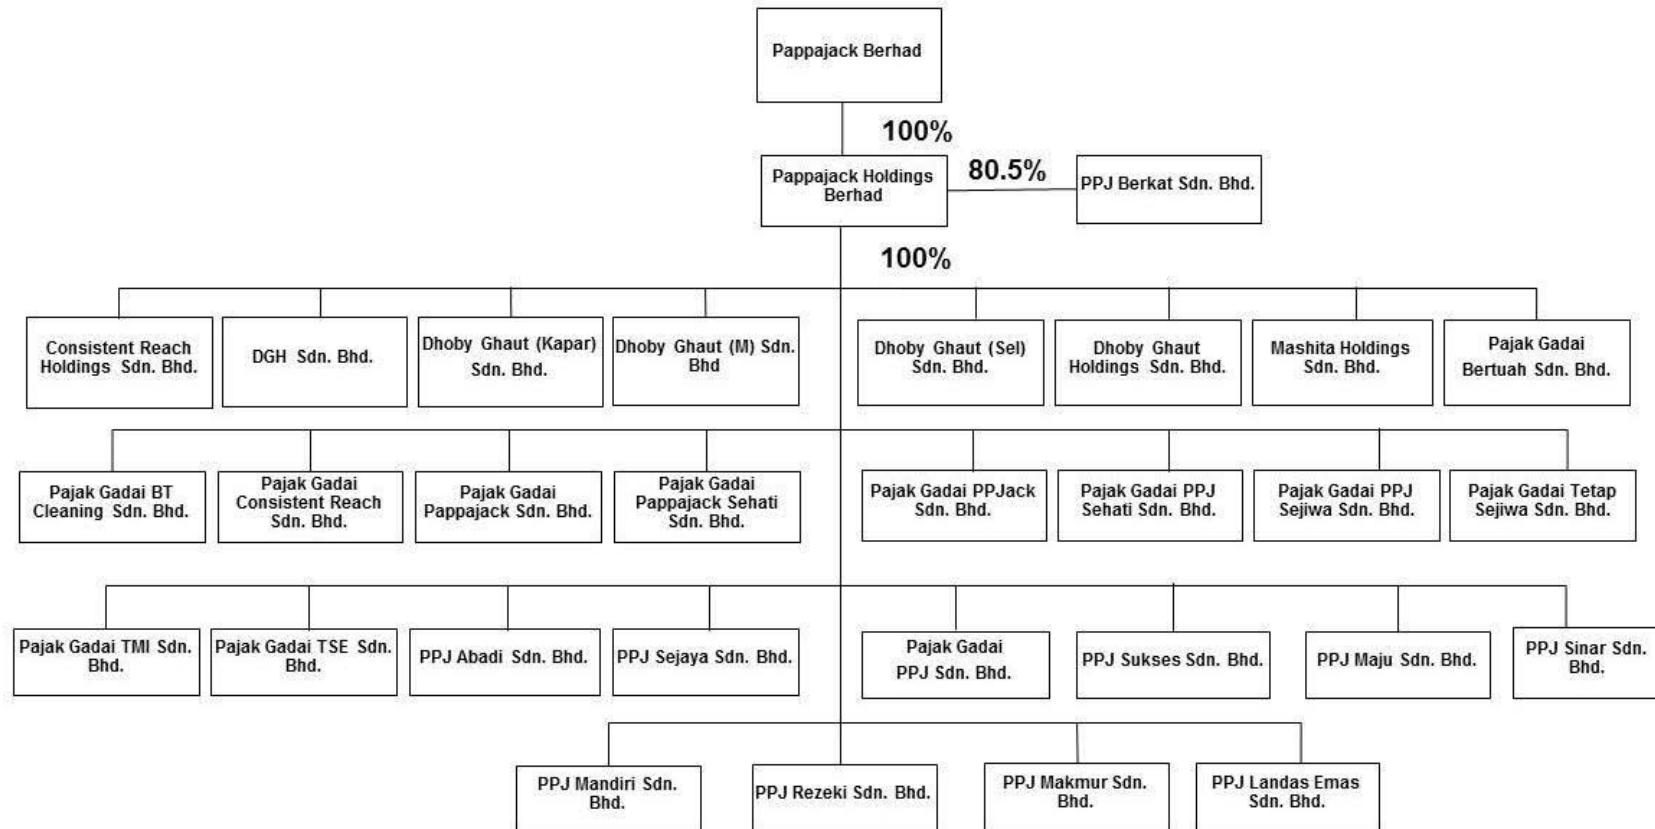 Pappajack Berhad
100%
Pappajack Holdings
Berhad
80.5%
PPJ Berkat Sdn. Bhd.
100%
Consistent Reach
Holdings Sdn. Bhd.
DGH Sdn. Bhd.
Dhoby Ghaut (Kapar)
Sdn. Bhd.
Dhoby Ghaut (M) Sdn.
Bhd
Dhoby Ghaut (Sel)
Sdn. Bhd.
Dhoby Ghaut
Holdings Sdn. Bhd.
Mashita Holdings
Sdn. Bhd.
Pajak Gadai
Bertuah Sdn. Bhd.
Pajak Gadai BT
Cleaning Sdn. Bhd.
Pajak Gadai
Consistent Reach
Sdn. Bhd.
Pajak Gadai
Pappajack Sdn. Bhd.
Pajak Gadai
Pappajack Sehati
Sdn. Bhd.
Pajak Gadai PPJack
Sdn. Bhd.
Pajak Gadai PPJ
Sehati Sdn. Bhd.
Pajak Gadai PPJ
Sejiwa Sdn. Bhd.
Pajak Gadai Tetap
Sejiwa Sdn. Bhd.
Pajak Gadai TMI Sdn.
Bhd.
Pajak Gadai TSE Sdn.
Bhd.
PPJ Abadi Sdn. Bhd.
PPJ Sejaya Sdn. Bhd.
Pajak Gadai
PPJ Sdn. Bhd.
PPJ Sukses Sdn. Bhd.
PPJ Maju Sdn. Bhd.
PPJ Sinar Sdn.
Bhd.
PPJ Mandiri Sdn.
Bhd.
PPJ Rezeki Sdn. Bhd.
PPJ Makmur Sdn.
Bhd.
PPJ Landas Emas
Sdn. Bhd.